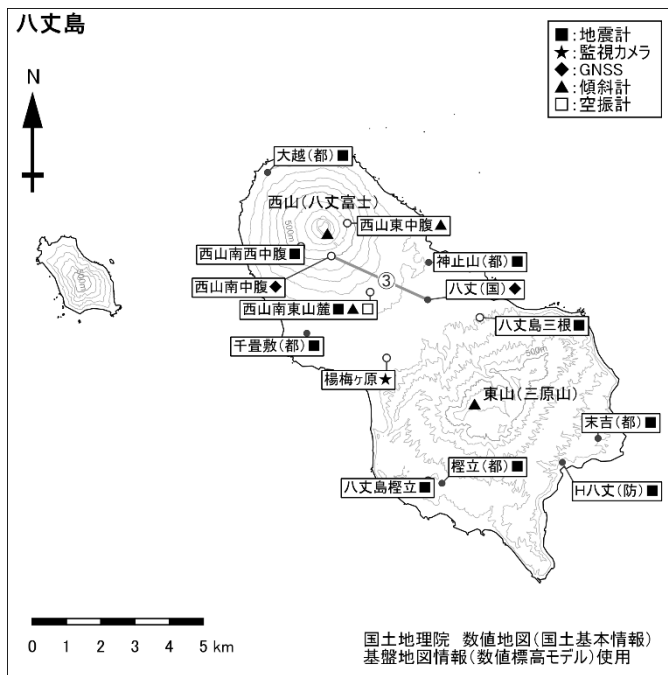 八丈島
■:地震計
★:監視カメラ
◆:GNSS
▲:傾斜計
□:空振計
N
大越(都)■
西山(八丈富士)
500m
西山東中腹▲
西山南西中腹■
神止山(都)■
500m
西山南中腹◆
③
八丈(国)◆
西山南東山麓■▲□
八丈島三根■
千畳敷(都)■
500m
楊梅ヶ原★
東山(三原山)
末吉(都)■
樫立(都)■
八丈島樫立■
H八丈(防)■
0 1 2 3 4 5 km
国土地理院 数値地図(国土基本情報)
基盤地図情報(数値標高モデル)使用